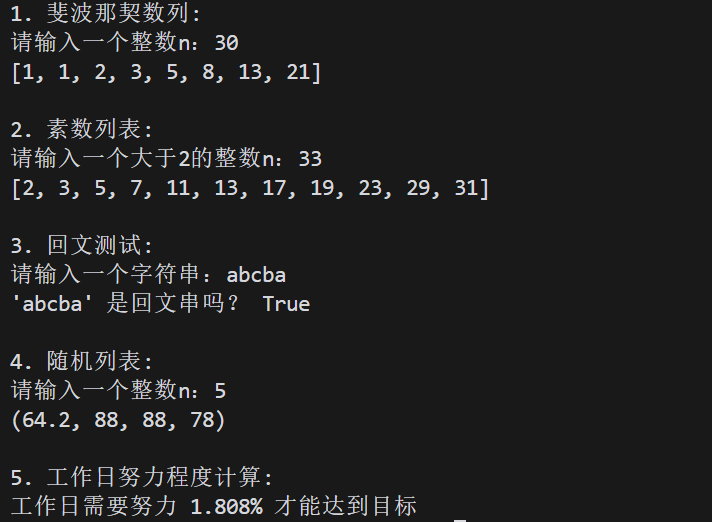 1. 斐波那契数列:
请输入一个整数n：30
[1, 1, 2, 3, 5, 8, 13, 21]
2. 素数列表:
请输入一个大于2的整数n：33
[2, 3, 5, 7, 11, 13, 17, 19, 23, 29, 31]
3. 回文测试:
请输入一个字符串：abcba
'abcba' 是回文串吗？ True
4. 随机列表:
请输入一个整数n：5
(64.2, 88, 88, 78)
5. 工作日努力程度计算:
工作日需要努力 1.808% 才能达到目标